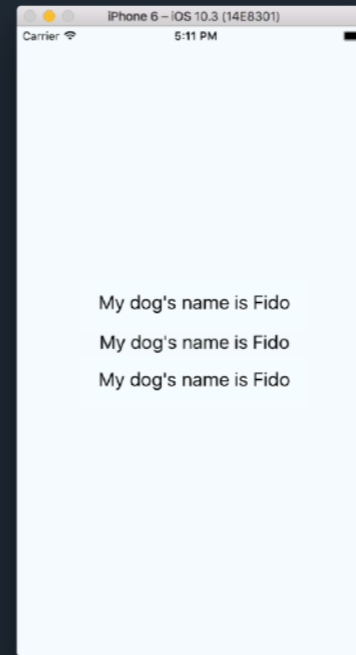 iPhone 6 – iOS 10.3 (14E8301)
Carrier 5:11 PM
My dog's name is Fido
My dog's name is Fido
My dog's name is Fido